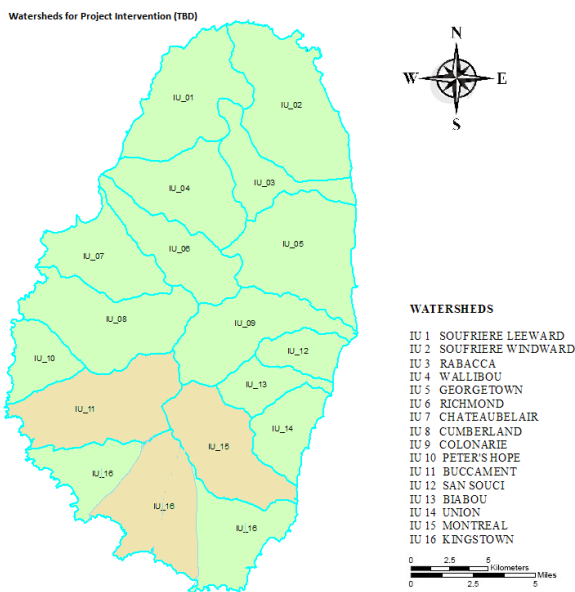 Watersheds for Project Intervention (TBD)
N
W E
S
IU_01
IU_02
IU_03
IU_04
IU_05
IU_06
IU_07
IU_08
IU_09
IU_10
IU_12
IU_13
IU_11
IU_14
IU_15
IU_16
IU_16
IU_16
WATERSHEDS
IU 1 SOUFRIERE LEEWARD
IU 2 SOUFRIERE WINDWARD
IU 3 RABACCA
IU 4 WALLIBOU
IU 5 GEORGETOWN
IU 6 RICHMOND
IU 7 CHATEAUBELAIR
IU 8 CUMBERLAND
IU 9 COLONARIE
IU 10 PETER'S HOPE
IU 11 BUCCAMENT
IU 12 SAN SOUCI
IU 13 BIABOU
IU 14 UNION
IU 15 MONTREAL
IU 16 KINGSTOWN
0 2.5 5
Kilometers
Miles
0 2.5 5